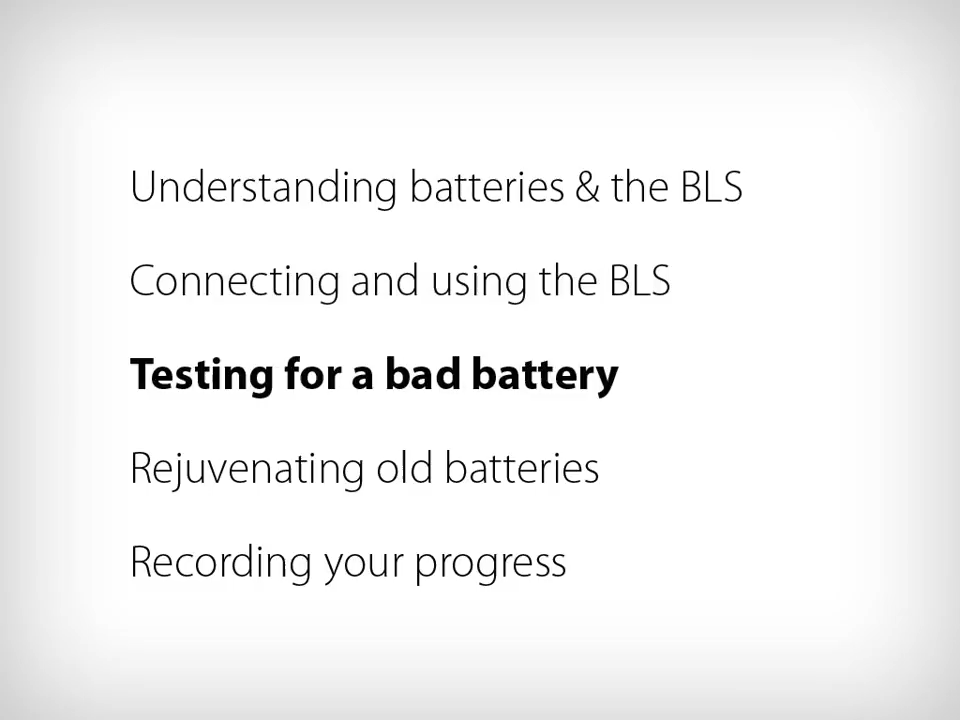 Understanding batteries & the BLS
Connecting and using the BLS
Testing for a bad battery
Rejuvenating old batteries
Recording your progress